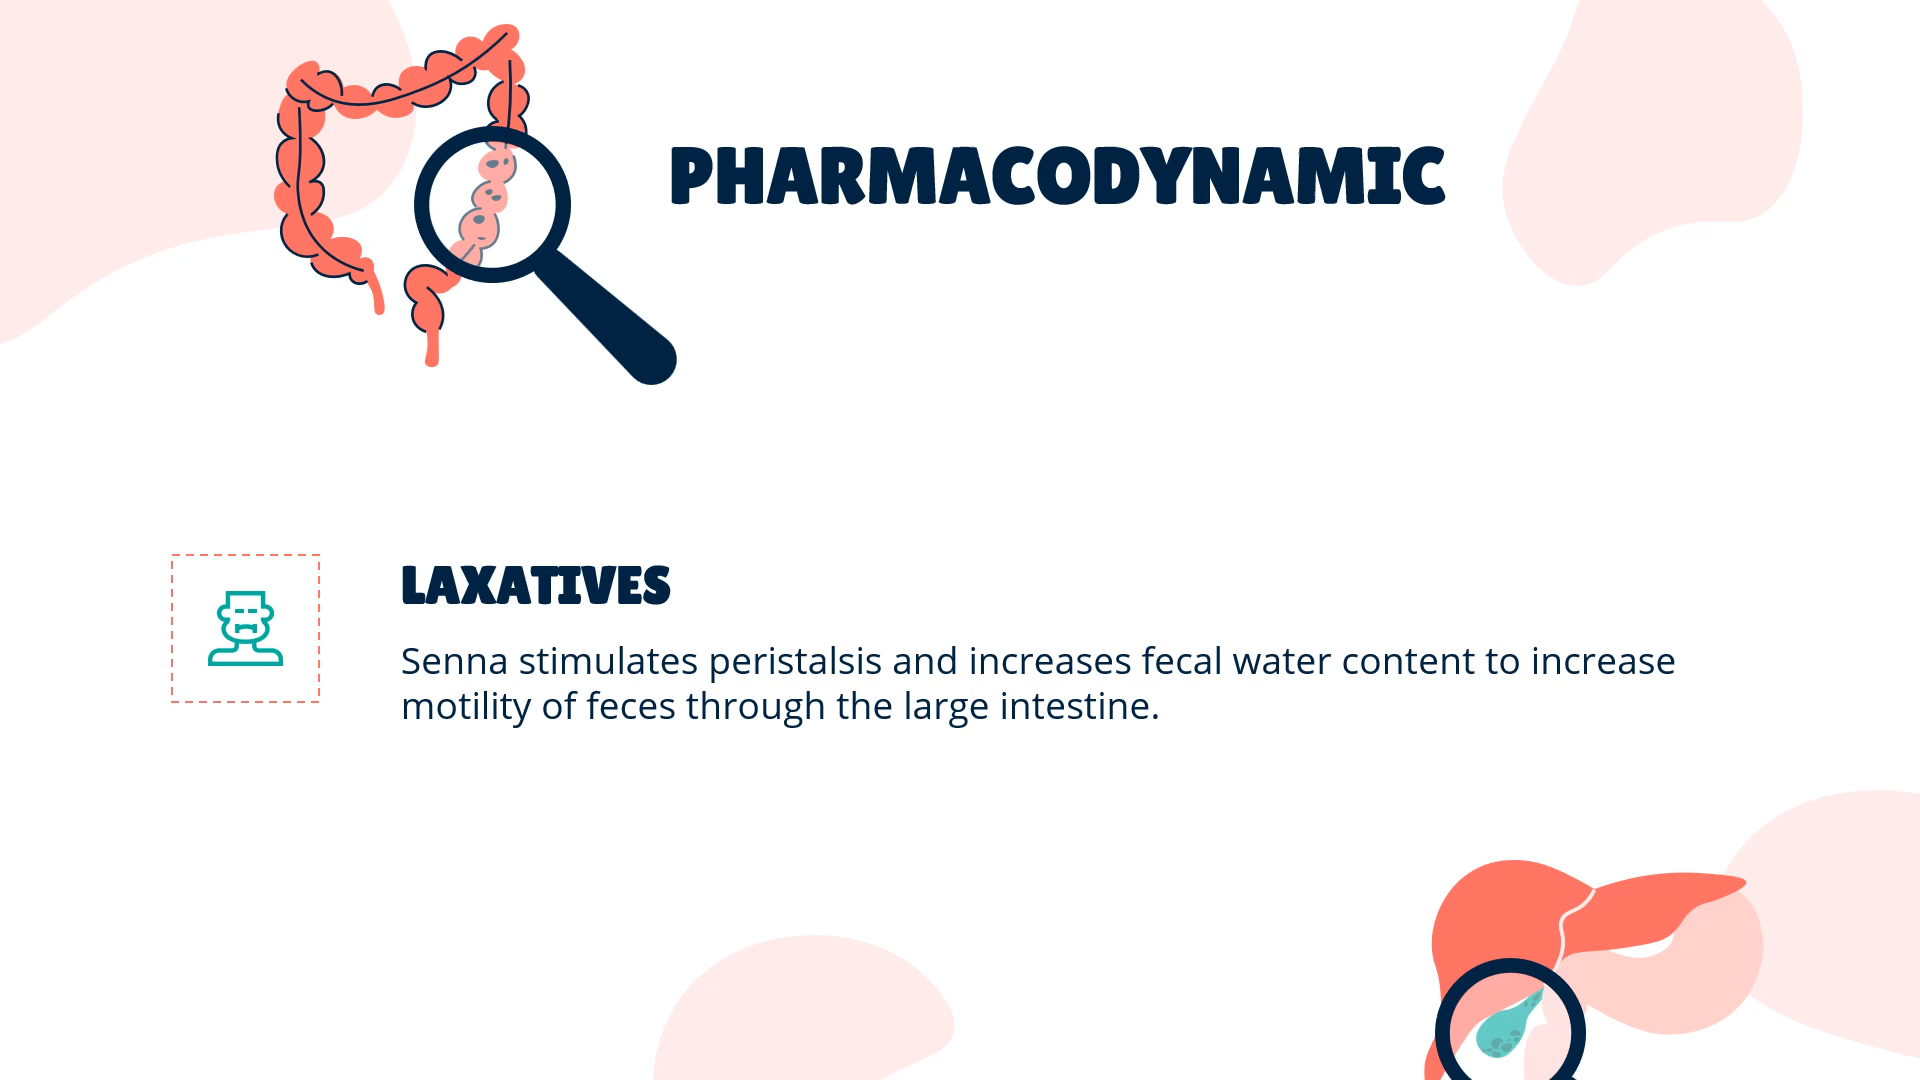 PHARMACODYNAMIC
LAXATIVES
Senna stimulates peristalsis and increases fecal water content to increase
motility of feces through the large intestine.